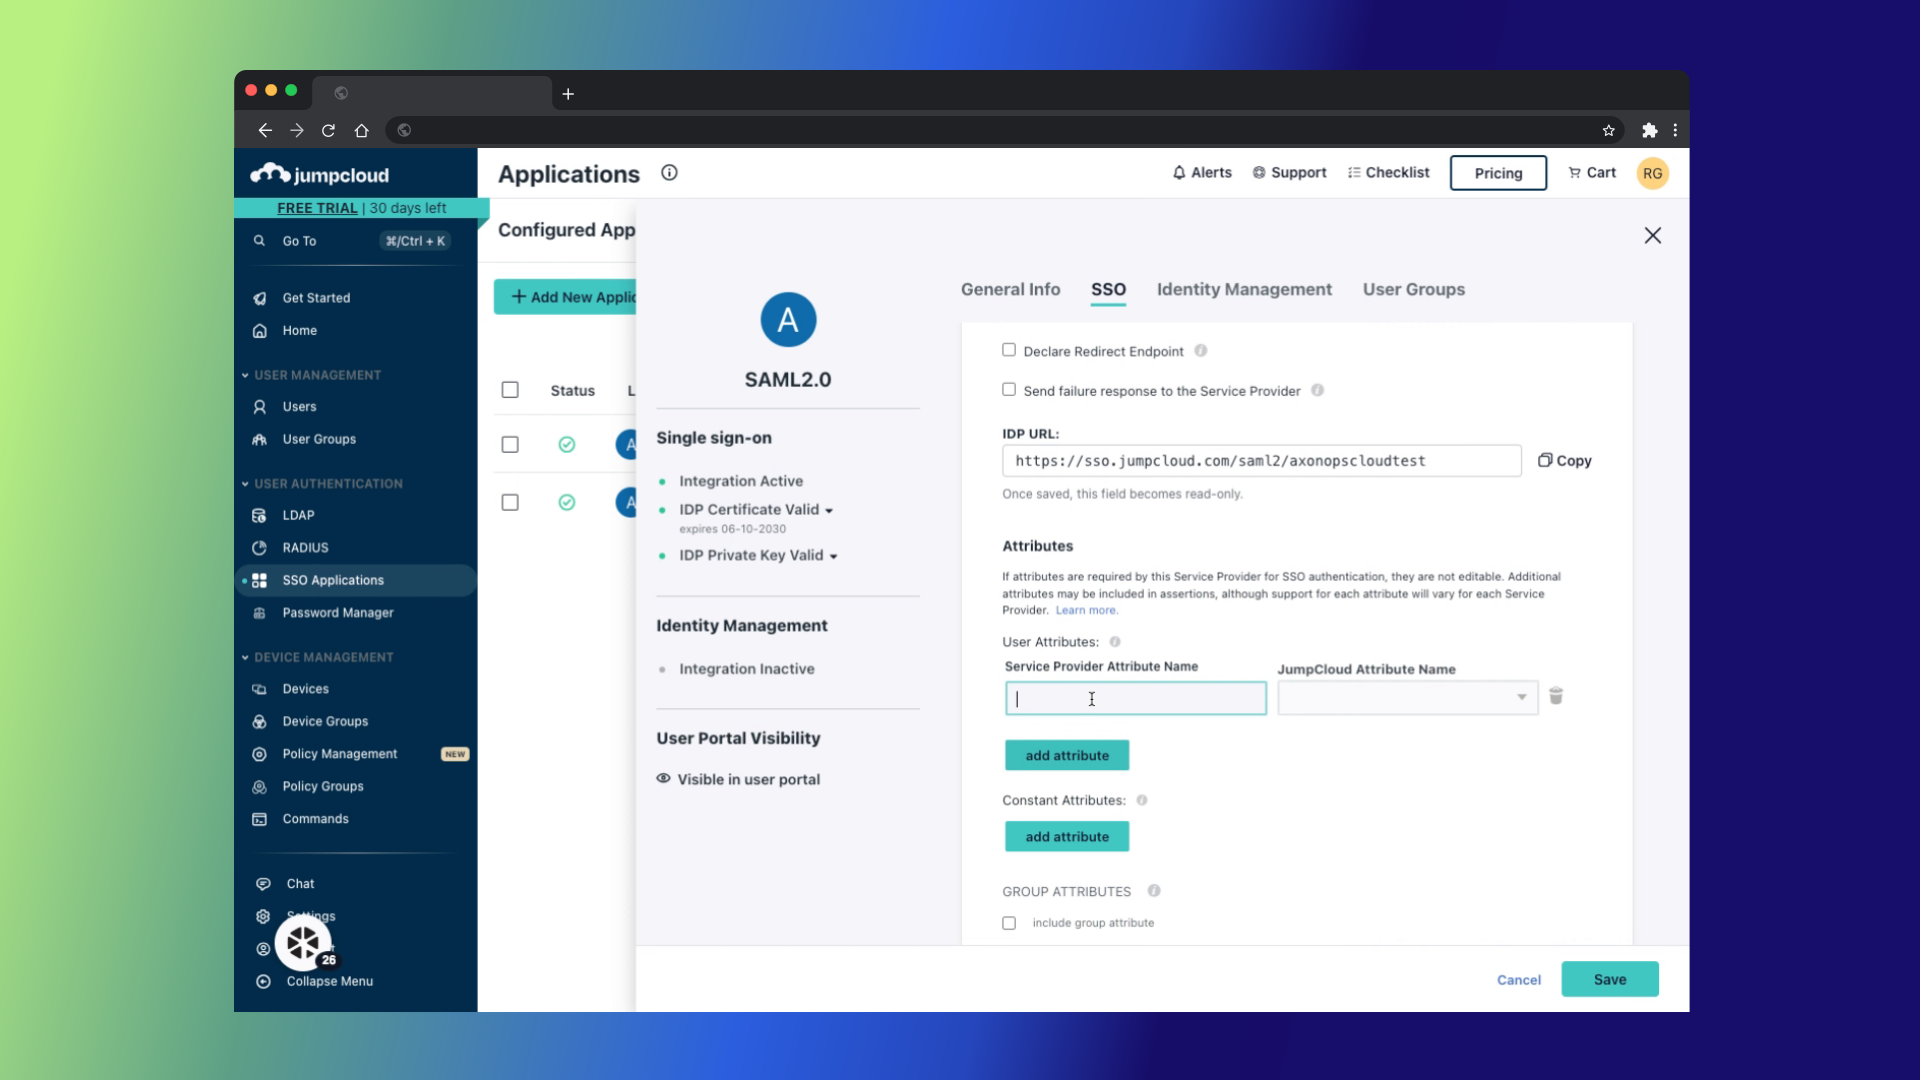 jumpcloud
FREE TRIAL | 30 days left
Go To
⌘/Ctrl + K
Get Started
Home
USER MANAGEMENT
Users
User Groups
USER AUTHENTICATION
LDAP
RADIUS
SSO Applications
Password Manager
DEVICE MANAGEMENT
Devices
Device Groups
Policy Management
NEW
Policy Groups
Commands
Chat
Settings
26
Collapse Menu
Applications
Alerts
Support
Checklist
Pricing
Cart
RG
Configured App
+ Add New Applic
Status
L
A
A
A
SAML2.0
Single sign-on
Integration Active
IDP Certificate Valid
expires 06-10-2030
IDP Private Key Valid
Identity Management
Integration Inactive
User Portal Visibility
Visible in user portal
General Info
SSO
Identity Management
User Groups
Declare Redirect Endpoint
Send failure response to the Service Provider
IDP URL:
https://sso.jumpcloud.com/saml2/axonopscloudtest
Copy
Once saved, this field becomes read-only.
Attributes
If attributes are required by this Service Provider for SSO authentication, they are not editable. Additional
attributes may be included in assertions, although support for each attribute will vary for each Service
Provider. Learn more.
User Attributes:
Service Provider Attribute Name
JumpCloud Attribute Name
add attribute
Constant Attributes:
add attribute
GROUP ATTRIBUTES
include group attribute
Cancel
Save